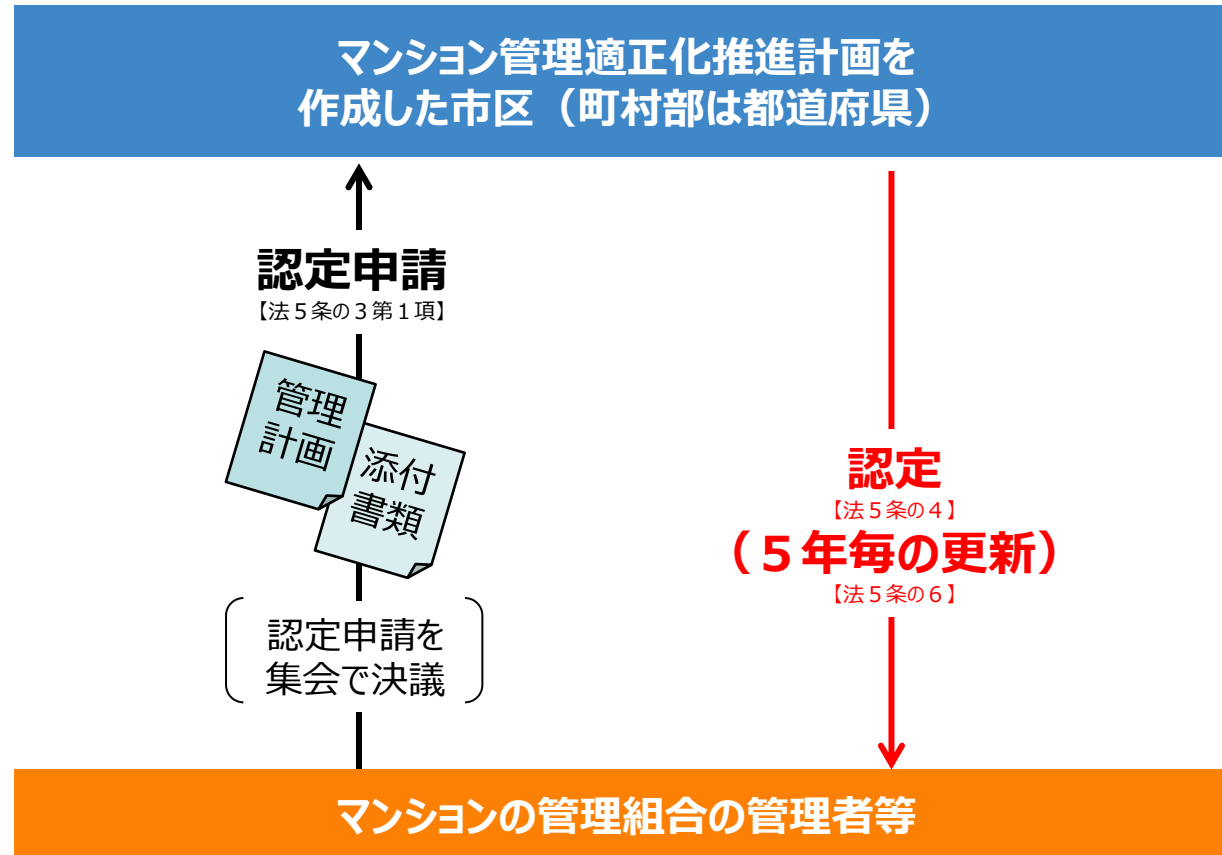 マンション管理適正化推進計画を
作成した市区（町村部は都道府県）
認定申請
【法５条の３第１項】
管理
計画
添付
書類
認定申請を
集会で決議
認定
【法５条の４】
（５年毎の更新）
【法５条の６】
マンションの管理組合の管理者等